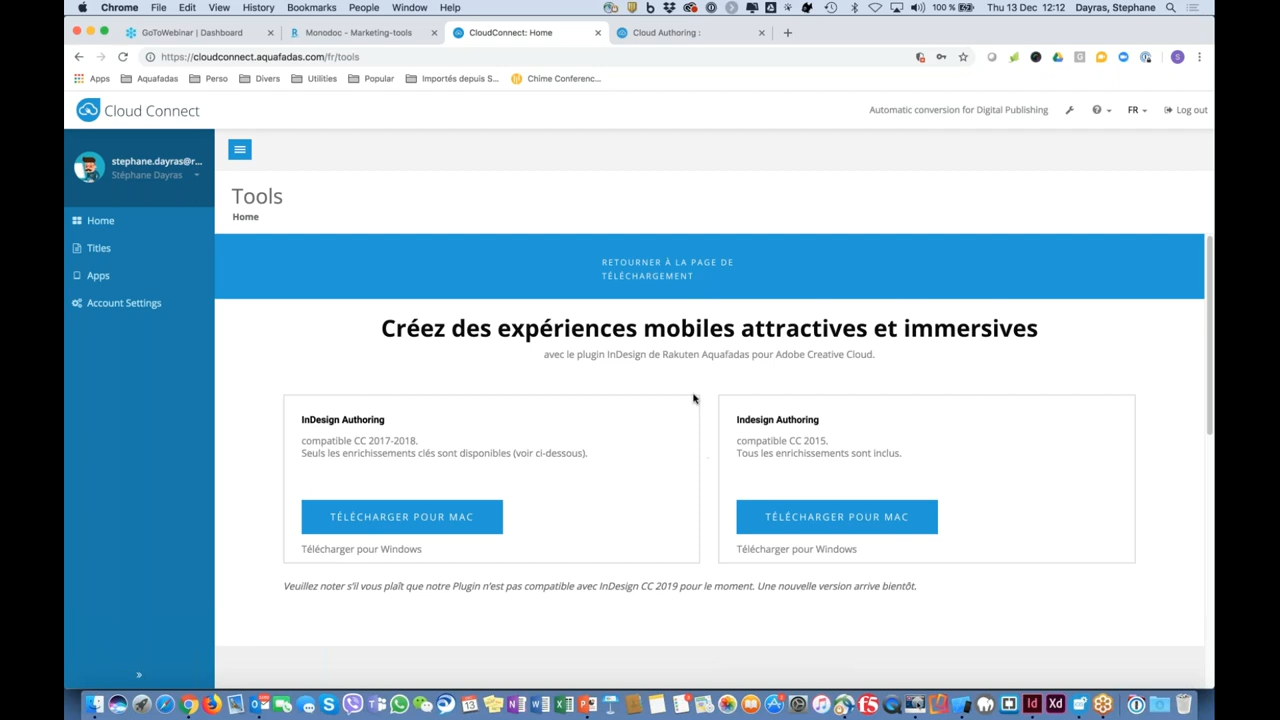 Chrome File Edit View History Bookmarks People Window Help 100 % Thu 13 Dec 12:12 Dayras, Stephane
GoToWebinar | Dashboard
Monodoc - Marketing-tools
CloudConnect: Home
Cloud Authoring :
https://cloudconnect.aquafadas.com/fr/tools
Apps Aquafadas Perso Divers Utilities Popular Importés depuis S... Chime Conferenc...
Cloud Connect
Automatic conversion for Digital Publishing FR Log out
stephane.dayras@r...
Stéphane Dayras
Home
Titles
Apps
Account Settings
»
Tools
Home
RETOURNER À LA PAGE DE
TÉLÉCHARGEMENT
Créez des expériences mobiles attractives et immersives
avec le plugin InDesign de Rakuten Aquafadas pour Adobe Creative Cloud.
InDesign Authoring
compatible CC 2017-2018.
Seuls les enrichissements clés sont disponibles (voir ci-dessous).
TÉLÉCHARGER POUR MAC
Télécharger pour Windows
Indesign Authoring
compatible CC 2015.
Tous les enrichissements sont inclus.
TÉLÉCHARGER POUR MAC
Télécharger pour Windows
Veuillez noter s'il vous plaît que notre Plugin n'est pas compatible avec InDesign CC 2019 pour le moment. Une nouvelle version arrive bientôt.